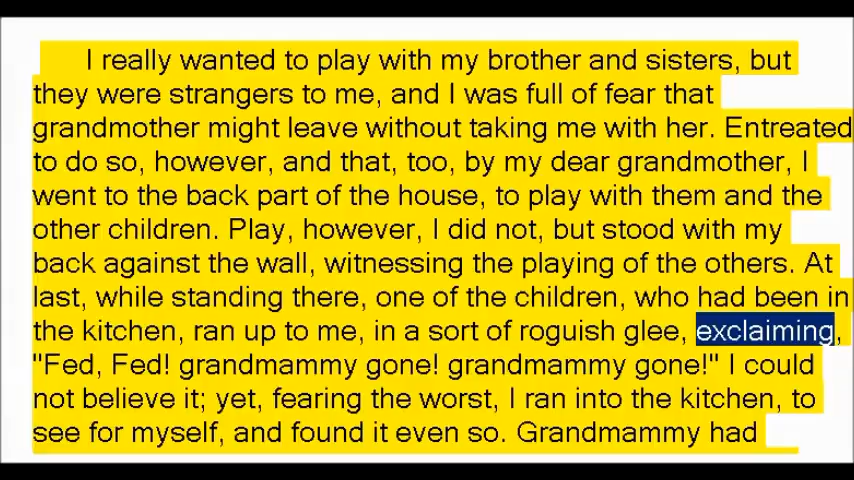 I really wanted to play with my brother and sisters, but
they were strangers to me, and I was full of fear that
grandmother might leave without taking me with her. Entreated
to do so, however, and that, too, by my dear grandmother, I
went to the back part of the house, to play with them and the
other children. Play, however, I did not, but stood with my
back against the wall, witnessing the playing of the others. At
last, while standing there, one of the children, who had been in
the kitchen, ran up to me, in a sort of roguish glee, exclaiming,
"Fed, Fed! grandmammy gone! grandmammy gone!" I could
not believe it; yet, fearing the worst, I ran into the kitchen, to
see for myself, and found it even so. Grandmammy had